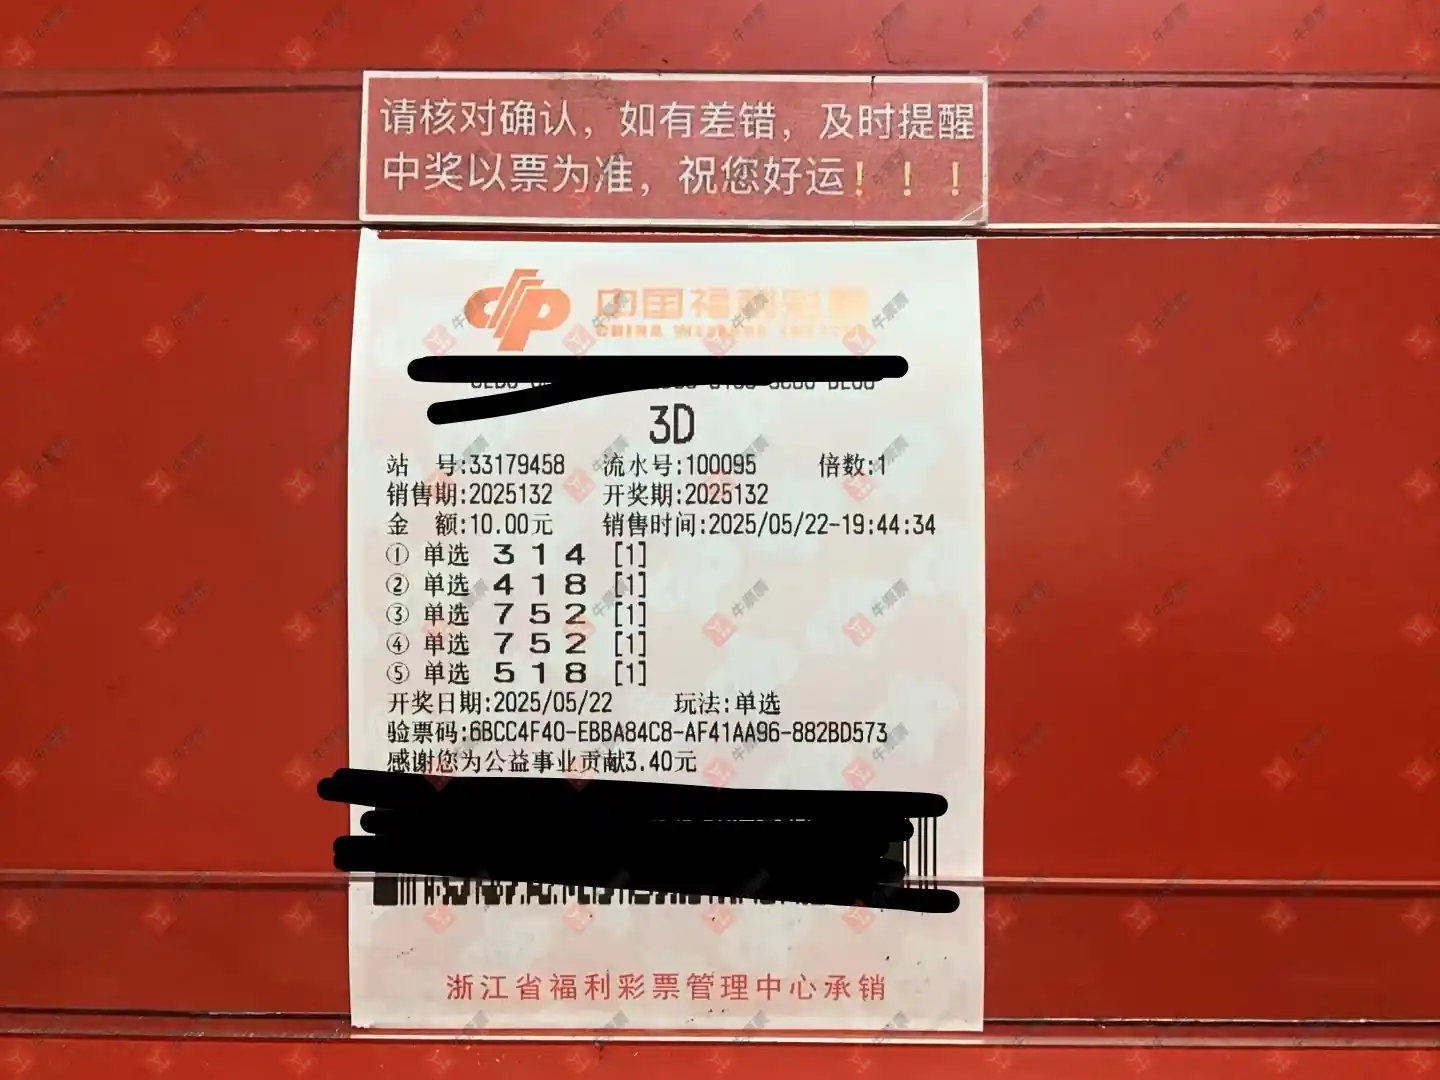 请核对确认，如有差错，及时提醒
中奖以票为准，祝您好运！！！
中国福利彩票
CHINA WELFARE LOTTERY
3D
站 号:33179458 流水号:100095 倍数:1
销售期:2025132 开奖期:2025132
金 额:10.00元 销售时间:2025/05/22-19:44:34
① 单选 3 1 4 [1]
② 单选 4 1 8 [1]
③ 单选 7 5 2 [1]
④ 单选 7 5 2 [1]
⑤ 单选 5 1 8 [1]
开奖日期:2025/05/22 玩法:单选
验票码:6BCC4F40-EBBA84C8-AF41AA96-882BD573
感谢您为公益事业贡献3.40元
浙江省福利彩票管理中心承销